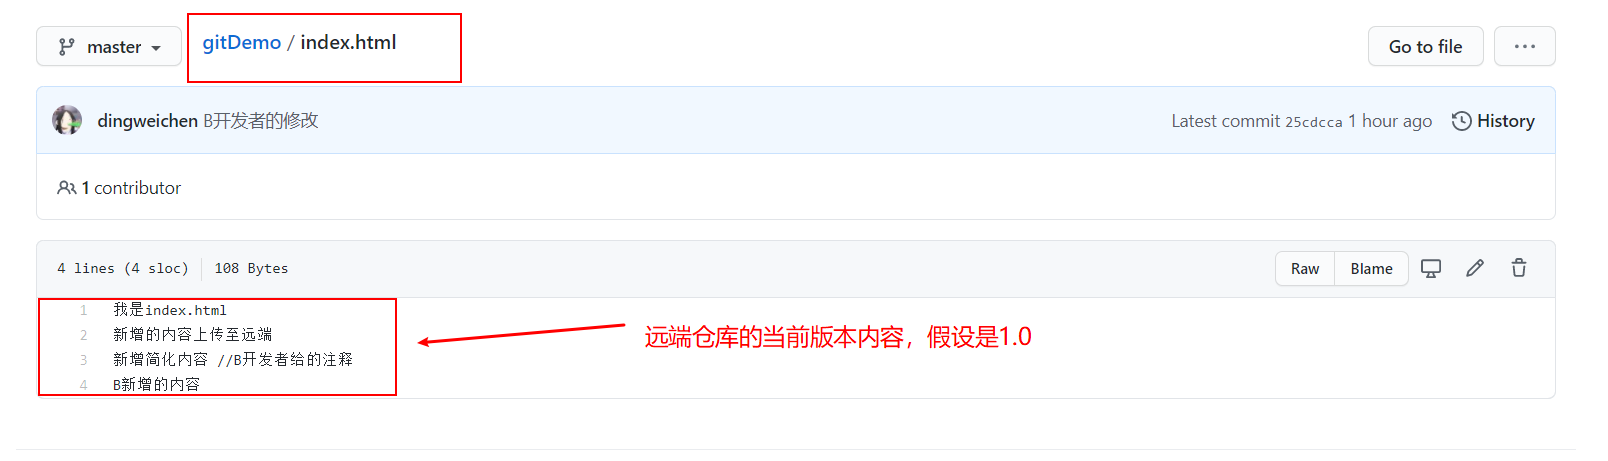 master
gitDemo / index.html
Go to file
...
dingweichen B开发者的修改
Latest commit 25cdcca 1 hour ago
History
1 contributor
4 lines (4 sloc)
108 Bytes
Raw
Blame
1 我是index.html
2 新增的内容上传至远端
3 新增简化内容 //B开发者给的注释
4 B新增的内容
远端仓库的当前版本内容，假设是1.0